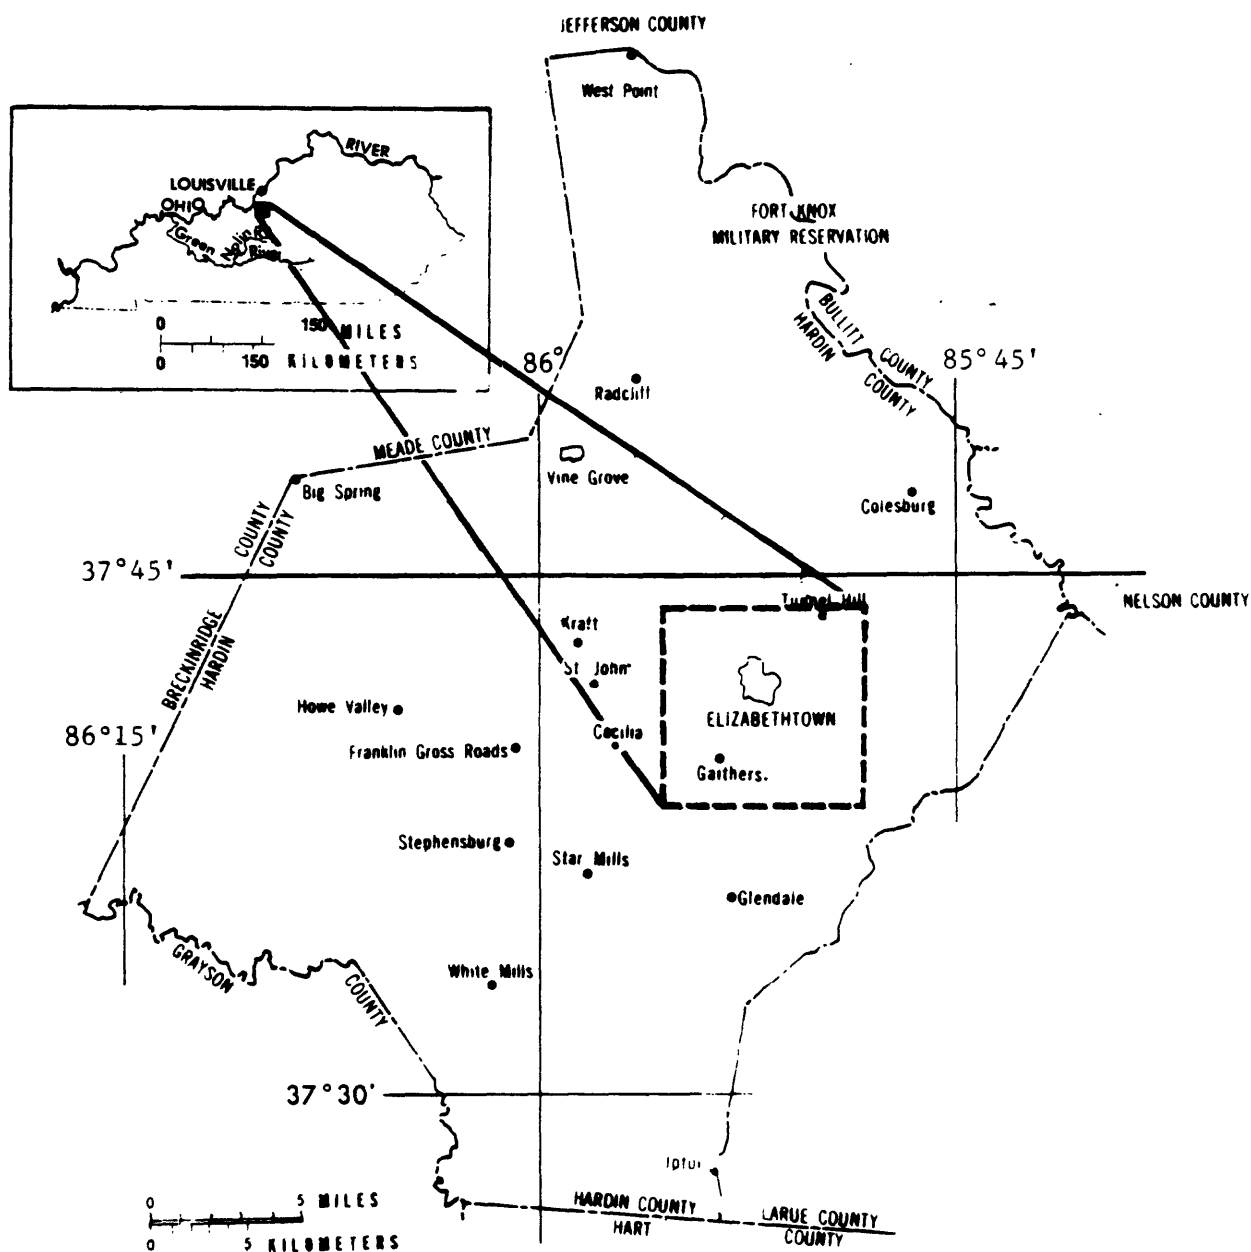 JEFFERSON COUNTY
West Point
RIVER
LOUISVILLE
OHIO
Green
Nolin R
River
0 150 MILES
0 150 KILOMETERS
FORT KNOX
MILITARY RESERVATION
BULLITT COUNTY
HARDIN COUNTY
85°45'
86°
Radcliff
MEADE COUNTY
Vine Grove
Big Spring
Colesburg
BRECKINRIDGE COUNTY
HARDIN COUNTY
37°45'
Tunnel Hill
NELSON COUNTY
Kraft
St John
Howe Valley
ELIZABETHTOWN
86°15'
Cecilia
Franklin Gross Roads
Gaithers.
Stephensburg
Star Mills
Glendale
GRAYSON COUNTY
White Mills
37°30'
0 5 MILES
0 5 KILOMETERS
HARDIN COUNTY
HART
LARUE COUNTY
COUNTY